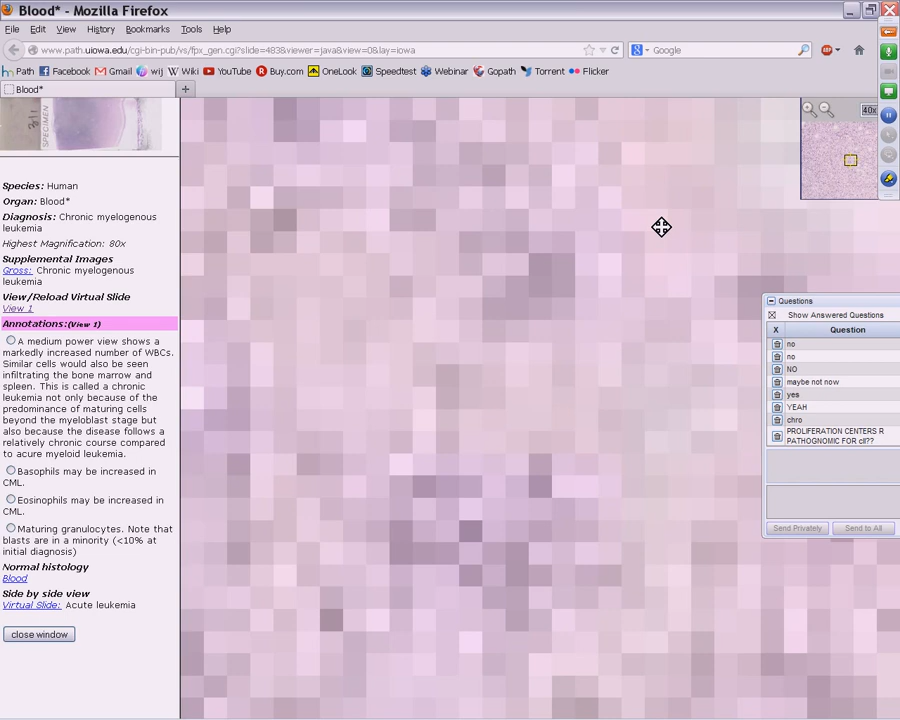 Blood* - Mozilla Firefox
File Edit View History Bookmarks Tools Help
www.path.uiowa.edu/cgi-bin-pub/vs/fpx_gen.cgi?slide=483&viewer=java&view=0&lay=iowa
Google
Path Facebook Gmail wij Wiki YouTube Buy.com OneLook Speedtest Webinar Gopath Torrent Flicker
Blood*
SPECIMEN
40x
Species: Human
Organ: Blood*
Diagnosis: Chronic myelogenous
leukemia
Highest Magnification: 80x
Supplemental Images
Gross: Chronic myelogenous
leukemia
View/Reload Virtual Slide
View 1
Annotations:(View 1)
A medium power view shows a
markedly increased number of WBCs.
Similar cells would also be seen
infiltrating the bone marrow and
spleen. This is called a chronic
leukemia not only because of the
predominance of maturing cells
beyond the myeloblast stage but
also because the disease follows a
relatively chronic course compared
to acute myeloid leukemia.
Basophils may be increased in
CML.
Eosinophils may be increased in
CML.
Maturing granulocytes. Note that
blasts are in a minority (<10% at
initial diagnosis)
Normal histology
Blood
Side by side view
Virtual Slide: Acute leukemia
close window
Questions
Show Answered Questions
X Question
no
no
NO
maybe not now
yes
YEAH
chro
PROLIFERATION CENTERS R
PATHOGNOMIC FOR cll??
Send Privately Send to All